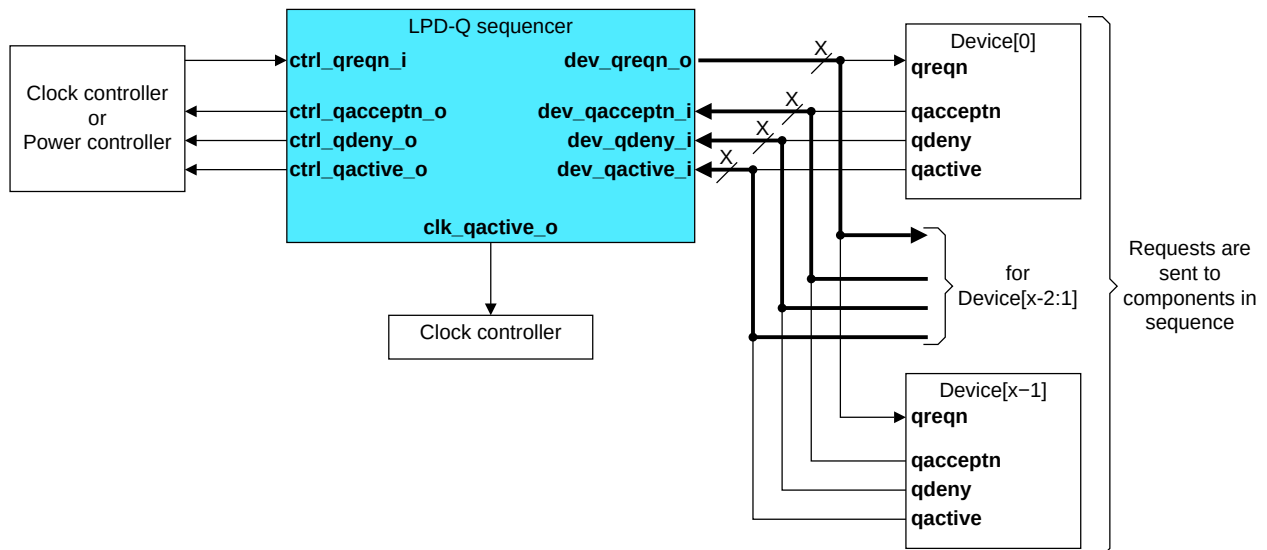 LPD-Q sequencer
Clock controller
or
Power controller
ctrl_qreqn_i
ctrl_qacceptn_o
ctrl_qdeny_o
ctrl_qactive_o
dev_qreqn_o
dev_qacceptn_i
dev_qdeny_i
dev_qactive_i
clk_qactive_o
Clock controller
X
X
X
X
Device[0]
qreqn
qacceptn
qdeny
qactive
for
Device[x-2:1]
Device[x−1]
qreqn
qacceptn
qdeny
qactive
Requests are
sent to
components in
sequence